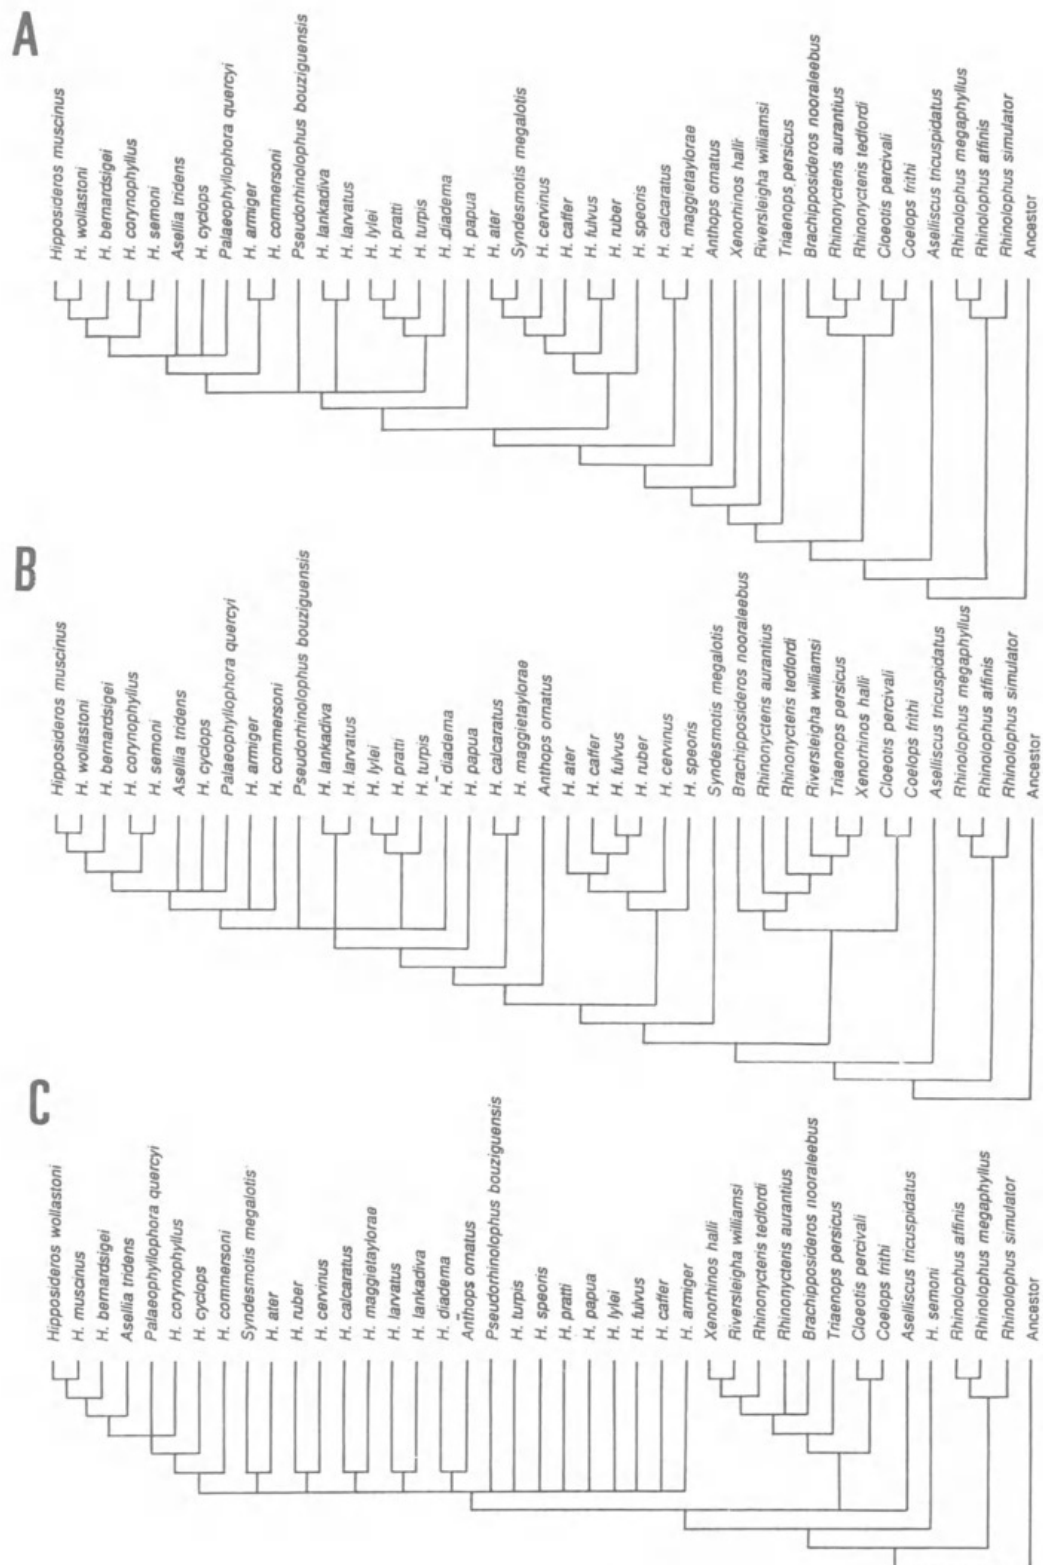 A
Hipposideros muscinus
H. wollastoni
H. bernardsigei
H. corynophyllus
H. semoni
Asellia tridens
H. cyclops
Palaeophyllophora quercyi
H. armiger
H. commersoni
Pseudorhinolophus bouziguensis
H. lankadiva
H. larvatus
H. lylei
H. pratti
H. turpis
H. diadema
H. papua
H. ater
Syndesmotis megalotis
H. cervinus
H. caffer
H. fulvus
H. ruber
H. speoris
H. calcaratus
H. maggietaylorae
Anthops ornatus
Xenorhinos halli
Riversleigha williamsi
Triaenops persicus
Brachipposideros nooraleebus
Rhinonycteris aurantius
Rhinonycteris tedfordi
Cloeotis percivali
Coelops frithi
Aselliscus tricuspidatus
Rhinolophus megaphyllus
Rhinolophus affinis
Rhinolophus simulator
Ancestor
B
Hipposideros muscinus
H. wollastoni
H. bernardsigei
H. corynophyllus
H. semoni
Asellia tridens
H. cyclops
Palaeophyllophora quercyi
H. armiger
H. commersoni
Pseudorhinolophus bouziguensis
H. lankadiva
H. larvatus
H. lylei
H. pratti
H. turpis
H. diadema
H. papua
H. calcaratus
H. maggietaylorae
Anthops ornatus
H. ater
H. caffer
H. fulvus
H. ruber
H. cervinus
H. speoris
Syndesmotis megalotis
Brachipposideros nooraleebus
Rhinonycteris aurantius
Rhinonycteris tedfordi
Riversleigha williamsi
Triaenops persicus
Xenorhinos halli
Cloeotis percivali
Coelops frithi
Aselliscus tricuspidatus
Rhinolophus megaphyllus
Rhinolophus affinis
Rhinolophus simulator
Ancestor
C
Hipposideros wollastoni
H. muscinus
H. bernardsigei
Asellia tridens
Palaeophyllophora quercyi
H. corynophyllus
H. cyclops
H. commersoni
Syndesmotis megalotis
H. ater
H. ruber
H. cervinus
H. calcaratus
H. maggietaylorae
H. larvatus
H. lankadiva
H. diadema
Anthops ornatus
Pseudorhinolophus bouziguensis
H. turpis
H. speoris
H. pratti
H. papua
H. lylei
H. fulvus
H. caffer
H. armiger
Xenorhinos halli
Riversleigha williamsi
Rhinonycteris tedfordi
Rhinonycteris aurantius
Brachipposideros nooraleebus
Triaenops persicus
Cloeotis percivali
Coelops frithi
Aselliscus tricuspidatus
H. semoni
Rhinolophus affinis
Rhinolophus megaphyllus
Rhinolophus simulator
Ancestor